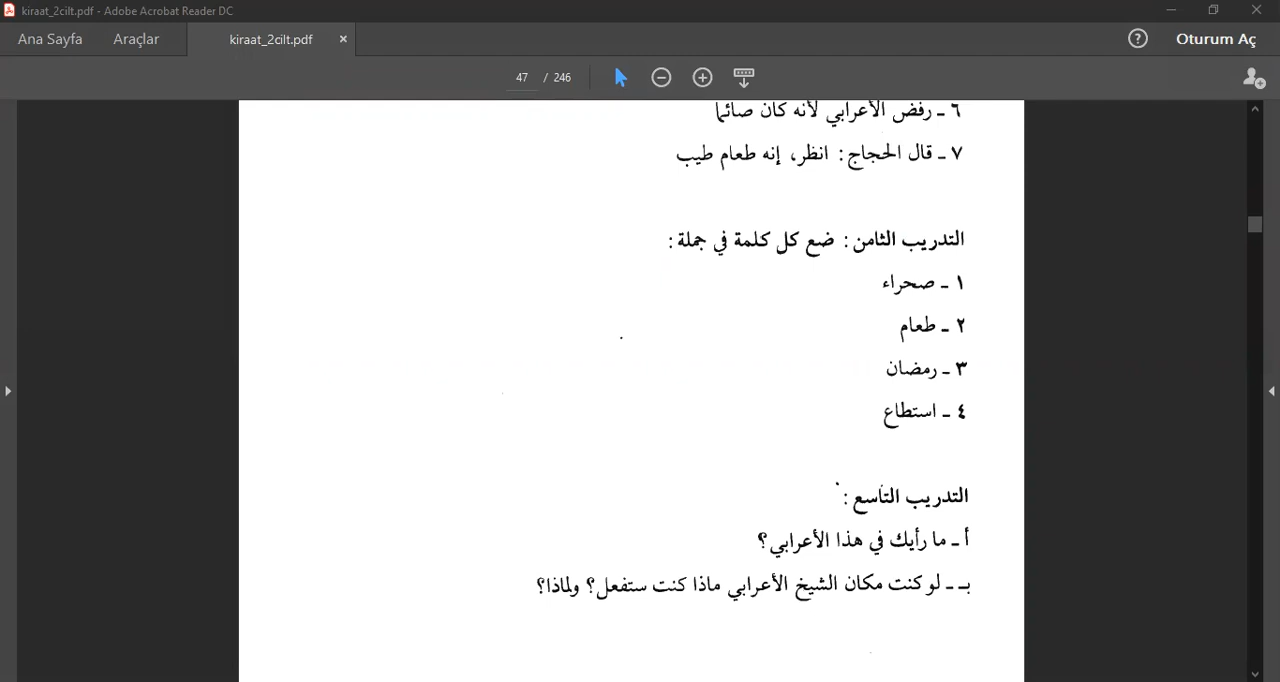 kiraat_2cilt.pdf - Adobe Acrobat Reader DC
Ana Sayfa Araçlar kiraat_2cilt.pdf × ? Oturum Aç
47 / 246
٦ ـ رفض الأعرابي لأنه كان صائما
٧ ـ قال الحجاج: انظر، إنه طعام طيب
التدريب الثامن: ضع كل كلمة في جملة:
١ ـ صحراء
٢ ـ طعام
٣ ـ رمضان
٤ ـ استطاع
التدريب التاسع:
أ ـ ما رأيك في هذا الأعرابي؟
بـ ـ لو كنت مكان الشيخ الأعرابي ماذا كنت ستفعل؟ ولماذا؟